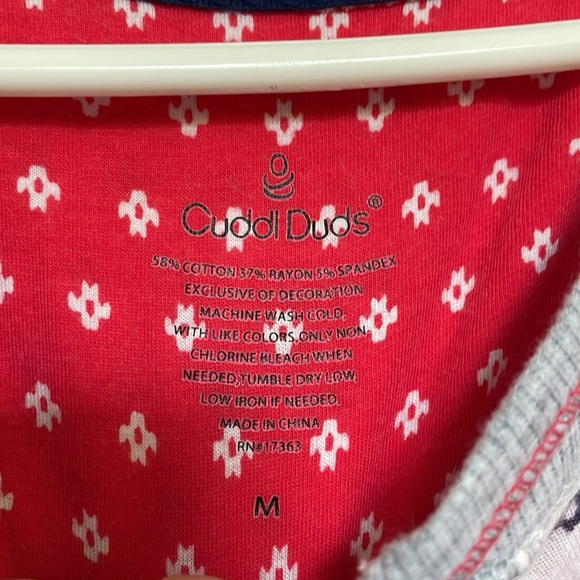 Cuddl Duds®
58% COTTON 37% RAYON 5% SPANDEX
EXCLUSIVE OF DECORATION
MACHINE WASH COLD,
WITH LIKE COLORS,ONLY NON-
CHLORINE BLEACH WHEN
NEEDED,TUMBLE DRY LOW,
LOW IRON IF NEEDED.
MADE IN CHINA
RN#17363
M